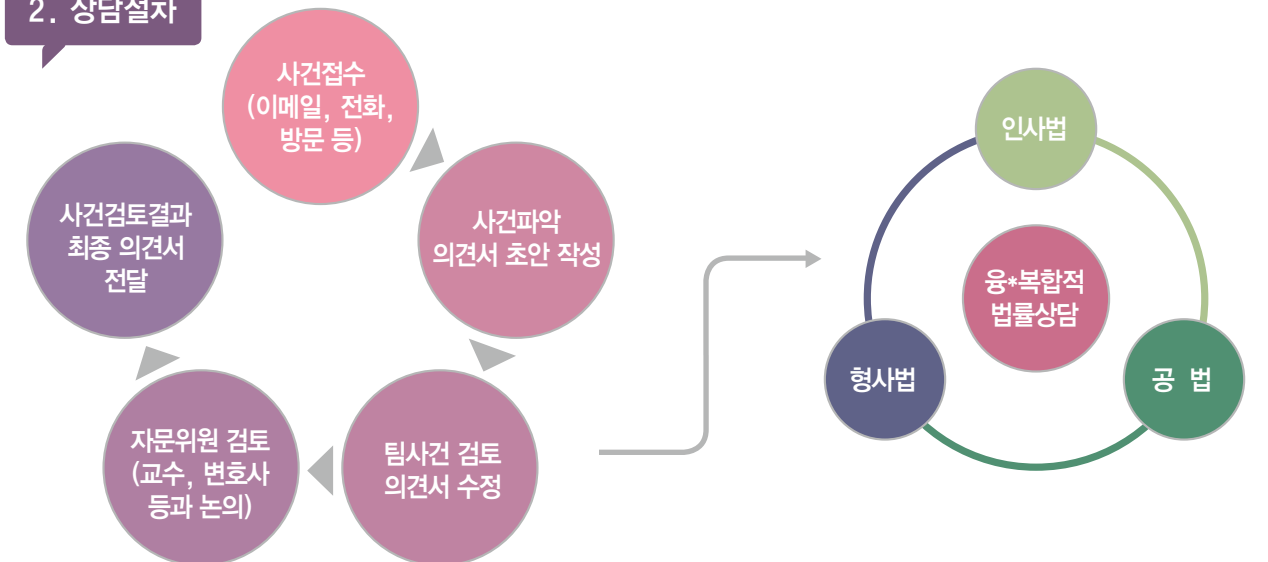 2. 상담절차
사건접수
(이메일, 전화,
방문 등)
사건파악
의견서 초안 작성
팀사건 검토
의견서 수정
자문위원 검토
(교수, 변호사
등과 논의)
사건검토결과
최종 의견서
전달
인사법
융*복합적
법률상담
형사법
공 법